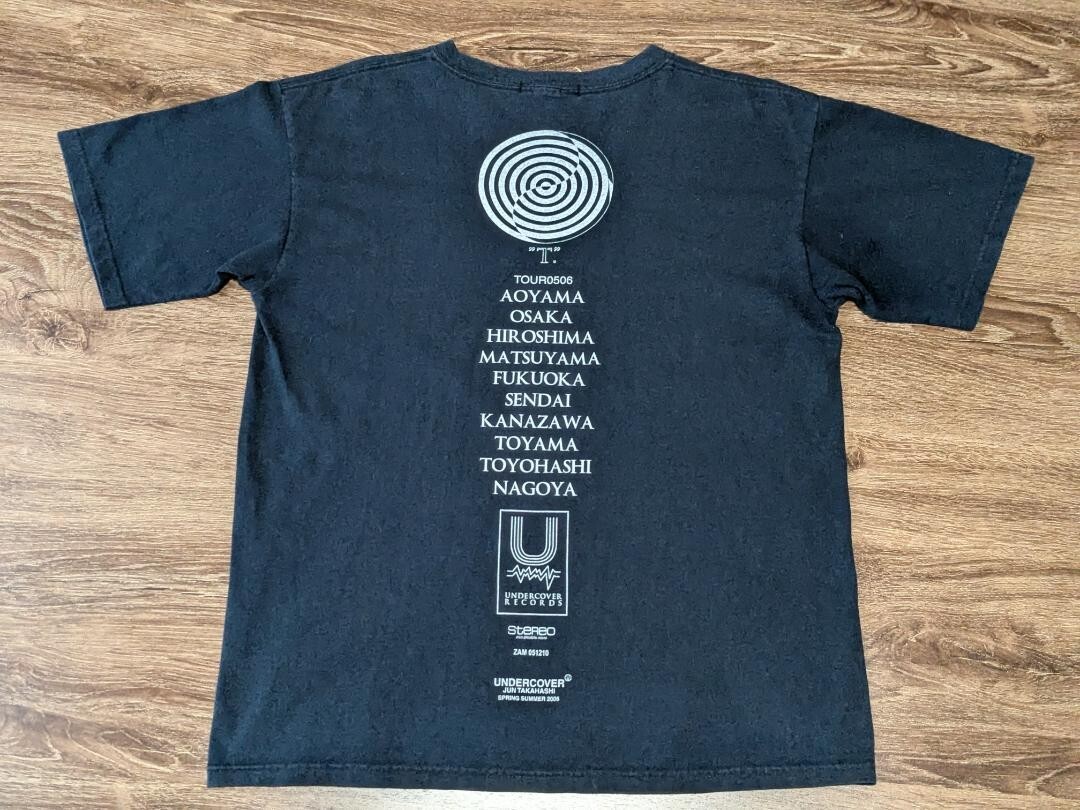 "T."
TOUR0506
AOYAMA
OSAKA
HIROSHIMA
MATSUYAMA
FUKUOKA
SENDAI
KANAZAWA
TOYAMA
TOYOHASHI
NAGOYA
U
UNDERCOVER
RECORDS
STEREO
ZAM 051210
UNDERCOVER
JUN TAKAHASHI
SPRING SUMMER 2006